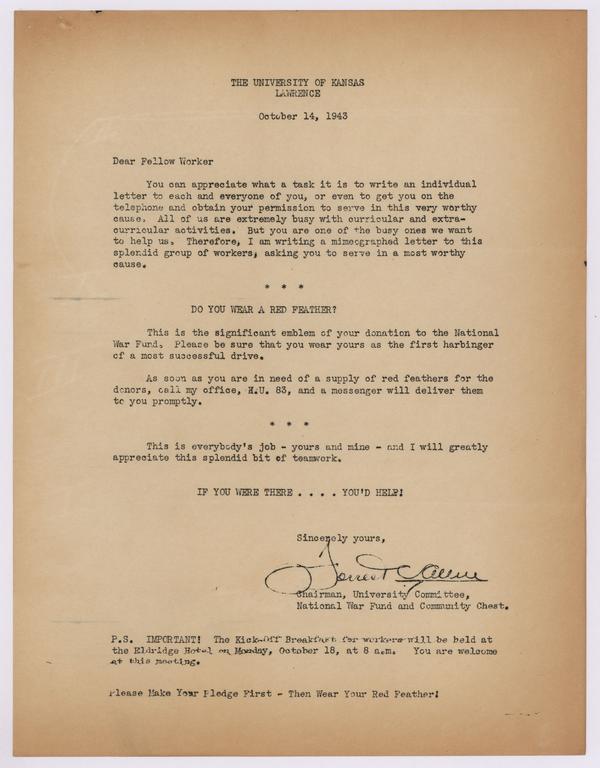 THE UNIVERSITY OF KANSAS
LAWRENCE
October 14, 1943
Dear Fellow Worker
You can appreciate what a task it is to write an individual
letter to each and everyone of you, or even to get you on the
telephone and obtain your permission to serve in this very worthy
cause. All of us are extremely busy with curricular and extra-
curricular activities. But you are one of the busy ones we want
to help us. Therefore, I am writing a mimeographed letter to this
splendid group of workers, asking you to serve in a most worthy
cause.
* * *
DO YOU WEAR A RED FEATHER?
This is the significant emblem of your donation to the National
War Fund. Please be sure that you wear yours as the first harbinger
of a most successful drive.
As soon as you are in need of a supply of red feathers for the
donors, call my office, K.U. 83, and a messenger will deliver them
to you promptly.
* * *
This is everybody's job - yours and mine - and I will greatly
appreciate this splendid bit of teamwork.
IF YOU WERE THERE . . . . YOU'D HELP!
Sincerely yours,
Forrest C. Allen
Chairman, University Committee,
National War Fund and Community Chest.
P.S. IMPORTANT! The Kick-Off Breakfast for workers will be held at
the Eldridge Hotel on Monday, October 18, at 8 a.m. You are welcome
at this meeting.
Please Make Your Pledge First - Then Wear Your Red Feather!